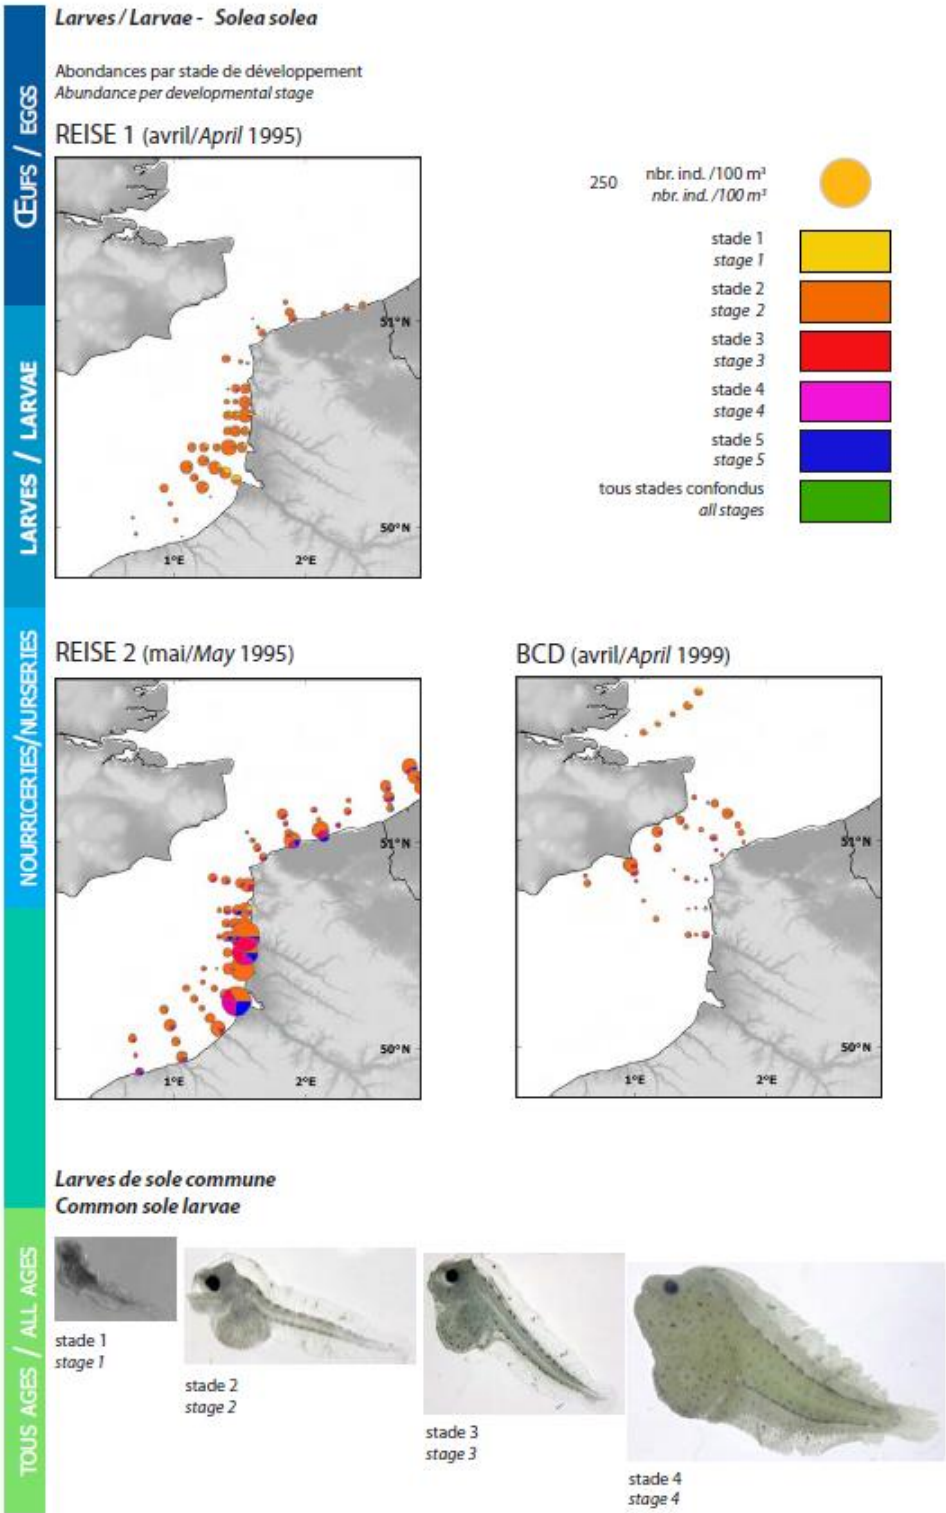 Larves / Larvae - Solea solea
Abondances par stade de développement
Abundance per developmental stage
REISE 1 (avril/April 1995)
51°N
50°N
1°E
2°E
250
nbr. ind. /100 m³
nbr. ind. /100 m³
stade 1
stage 1
stade 2
stage 2
stade 3
stage 3
stade 4
stage 4
stade 5
stage 5
tous stades confondus
all stages
REISE 2 (mai/May 1995)
51°N
50°N
1°E
2°E
BCD (avril/April 1999)
51°N
50°N
1°E
2°E
Larves de sole commune
Common sole larvae
stade 1
stage 1
stade 2
stage 2
stade 3
stage 3
stade 4
stage 4
ŒUFS / EGGS
LARVES / LARVAE
NOURRICERIES/NURSERIES
TOUS AGES / ALL AGES